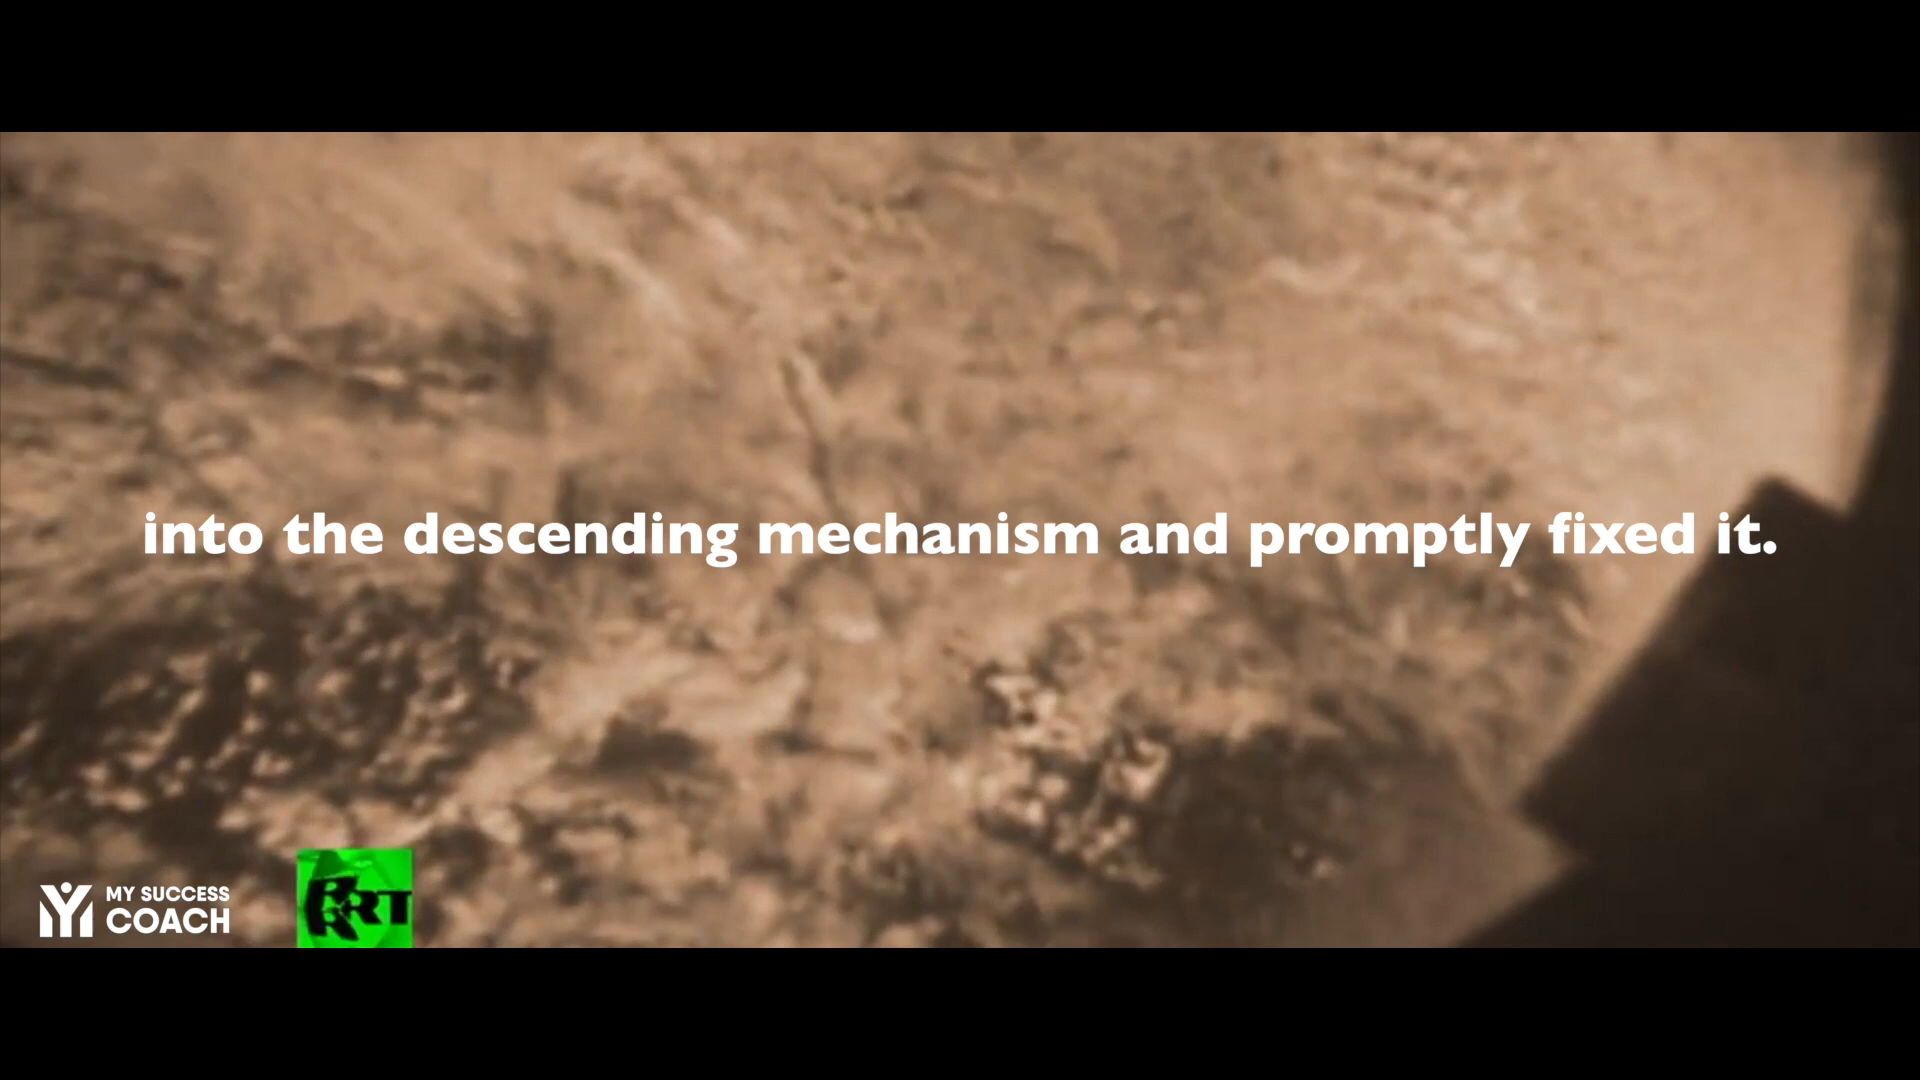 into the descending mechanism and promptly fixed it.
MY SUCCESS
COACH
RT